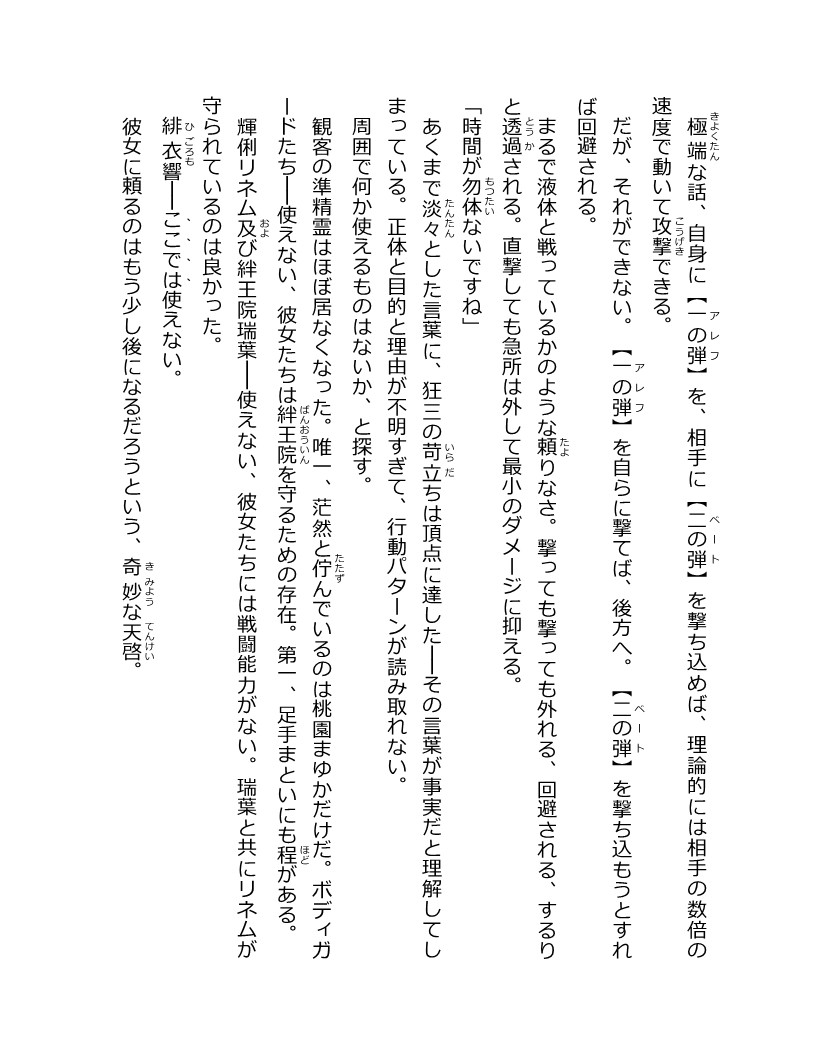 極端な話、自身に【一の弾】を、相手に【二の弾】を撃ち込めば、理論的には相手の数倍の
速度で動いて攻撃できる。
だが、それができない。【一の弾】を自らに撃てば、後方へ。【二の弾】を撃ち込もうとすれ
ば回避される。
まるで液体と戦っているかのような頼りなさ。撃っても撃っても外れる、回避される、するり
と透過される。直撃しても急所は外して最小のダメージに抑える。
「時間が勿体ないですね」
あくまで淡々とした言葉に、狂三の苛立ちは頂点に達した──その言葉が事実だと理解してし
まっている。正体と目的と理由が不明すぎて、行動パターンが読み取れない。
周囲で何か使えるものはないか、と探す。
観客の準精霊はほぼ居なくなった。唯一、茫然と佇んでいるのは桃園まゆかだけだ。ボディガ
ードたち──使えない、彼女たちは絆王院を守るための存在。第一、足手まといにも程がある。
輝俐リネム及び絆王院瑞葉──使えない、彼女たちには戦闘能力がない。瑞葉と共にリネムが
守られているのは良かった。
緋衣響──ここでは使えない。
彼女に頼るのはもう少し後になるだろうという、奇妙な天啓。